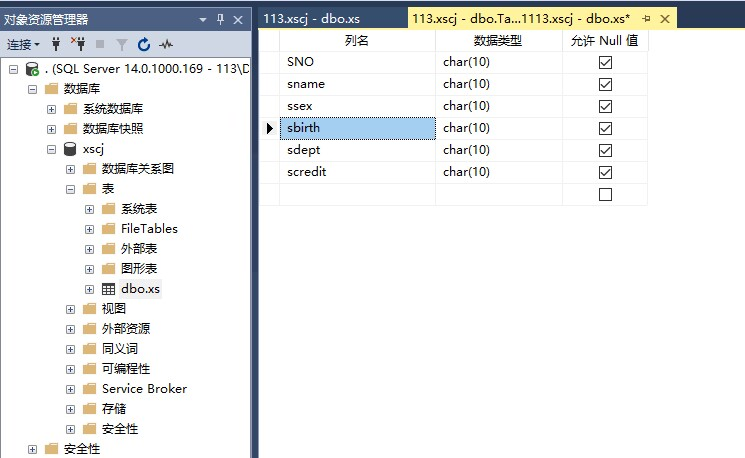 对象资源管理器
连接
. (SQL Server 14.0.1000.169 - 113\D
数据库
系统数据库
数据库快照
xscj
数据库关系图
表
系统表
FileTables
外部表
图形表
dbo.xs
视图
外部资源
同义词
可编程性
Service Broker
存储
安全性
安全性
113.xscj - dbo.xs
113.xscj - dbo.Ta...1113.xscj - dbo.xs*
列名 数据类型 允许 Null 值
SNO char(10)
sname char(10)
ssex char(10)
sbirth char(10)
sdept char(10)
scredit char(10)